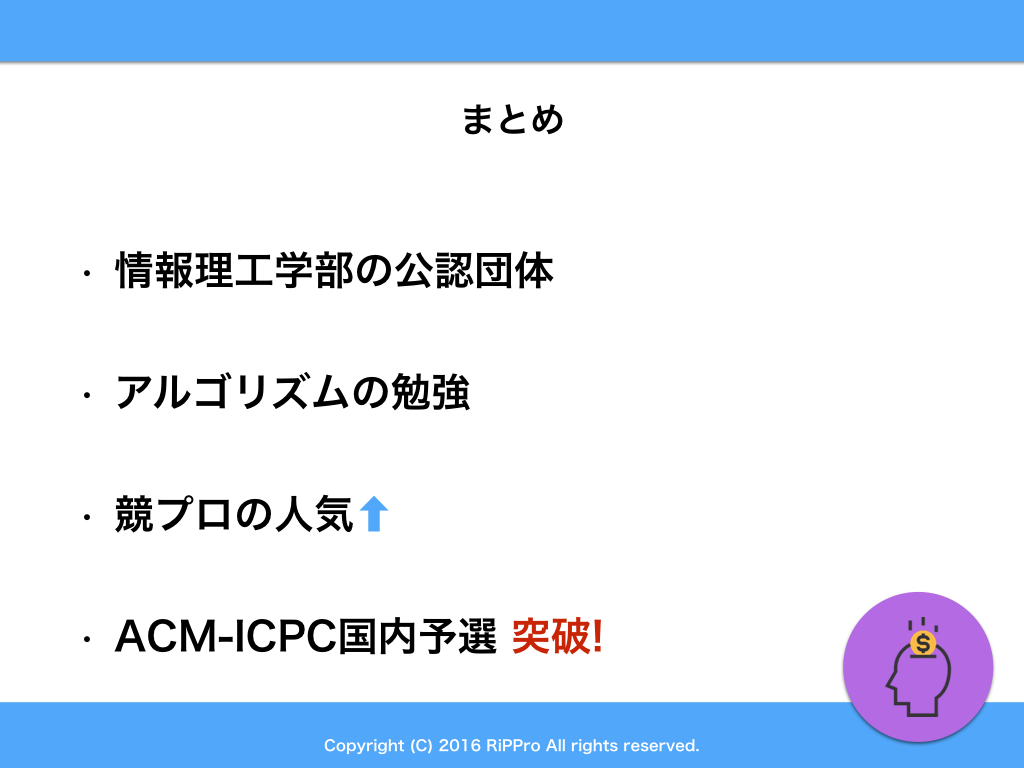 まとめ
・情報理工学部の公認団体
・アルゴリズムの勉強
・競プロの人気⬆
・ACM-ICPC国内予選 突破!
$
Copyright (C) 2016 RiPPro All rights reserved.